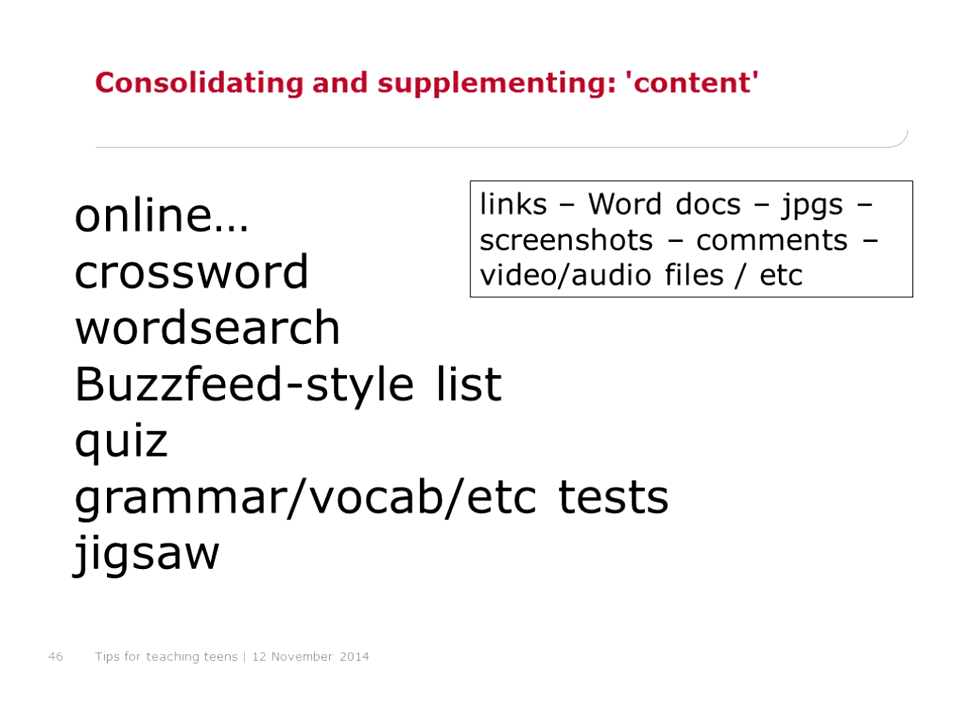 Consolidating and supplementing: 'content'
online…
crossword
wordsearch
Buzzfeed-style list
quiz
grammar/vocab/etc tests
jigsaw
links – Word docs – jpgs –
screenshots – comments –
video/audio files / etc
46 Tips for teaching teens | 12 November 2014